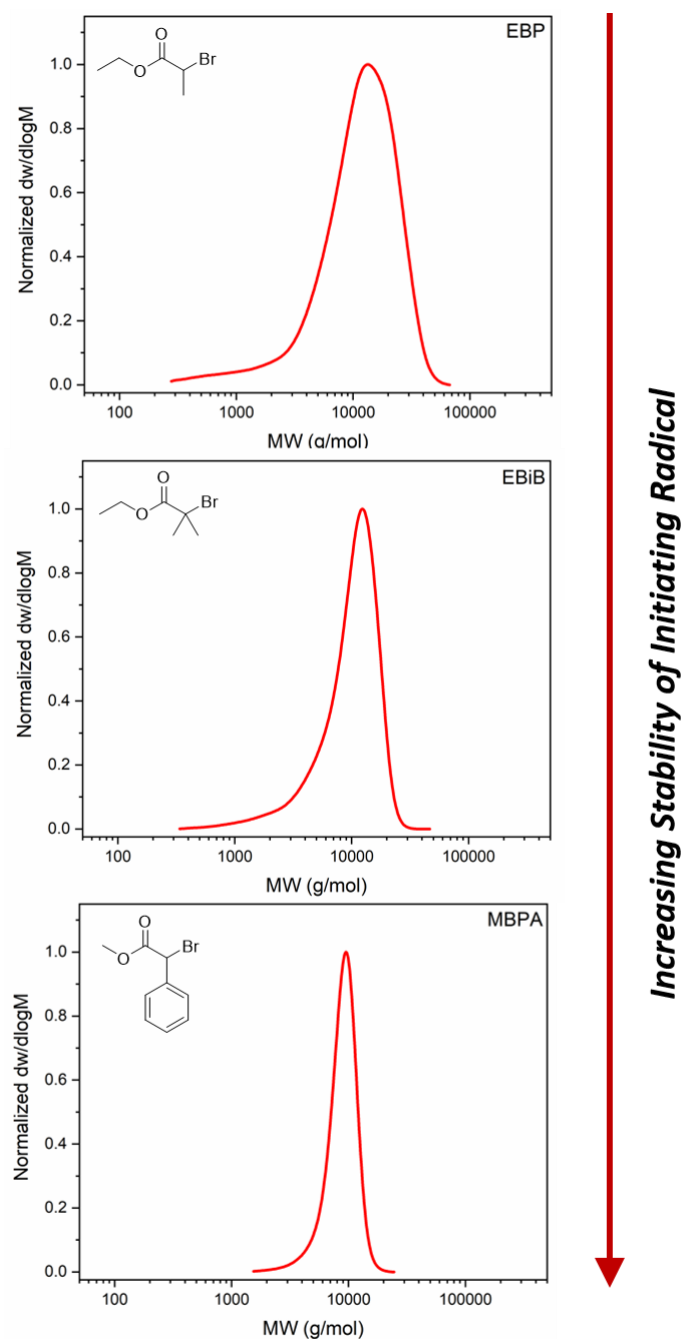 EBP
O
O
Br
Normalized dw/dlogM
1.0
0.8
0.6
0.4
0.2
0.0
100
1000
10000
100000
MW (g/mol)
EBiB
O
O
Br
Normalized dw/dlogM
1.0
0.8
0.6
0.4
0.2
0.0
100
1000
10000
100000
MW (g/mol)
MBPA
O
O
Br
Normalized dw/dlogM
1.0
0.8
0.6
0.4
0.2
0.0
100
1000
10000
100000
MW (g/mol)
Increasing Stability of Initiating Radical